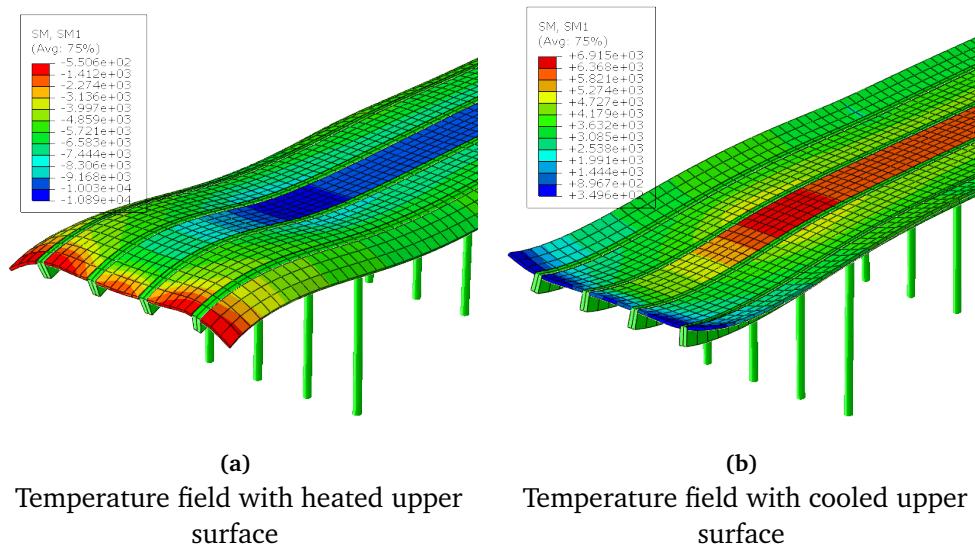 SM, SM1
(Avg: 75%)
-5.506e+02
-1.412e+03
-2.274e+03
-3.136e+03
-3.997e+03
-4.859e+03
-5.721e+03
-6.583e+03
-7.444e+03
-8.306e+03
-9.168e+03
-1.003e+04
-1.089e+04
SM, SM1
(Avg: 75%)
+6.915e+03
+6.368e+03
+5.821e+03
+5.274e+03
+4.727e+03
+4.179e+03
+3.632e+03
+3.085e+03
+2.538e+03
+1.991e+03
+1.444e+03
+8.967e+02
+3.496e+02
(a)
Temperature field with heated upper
surface
(b)
Temperature field with cooled upper
surface